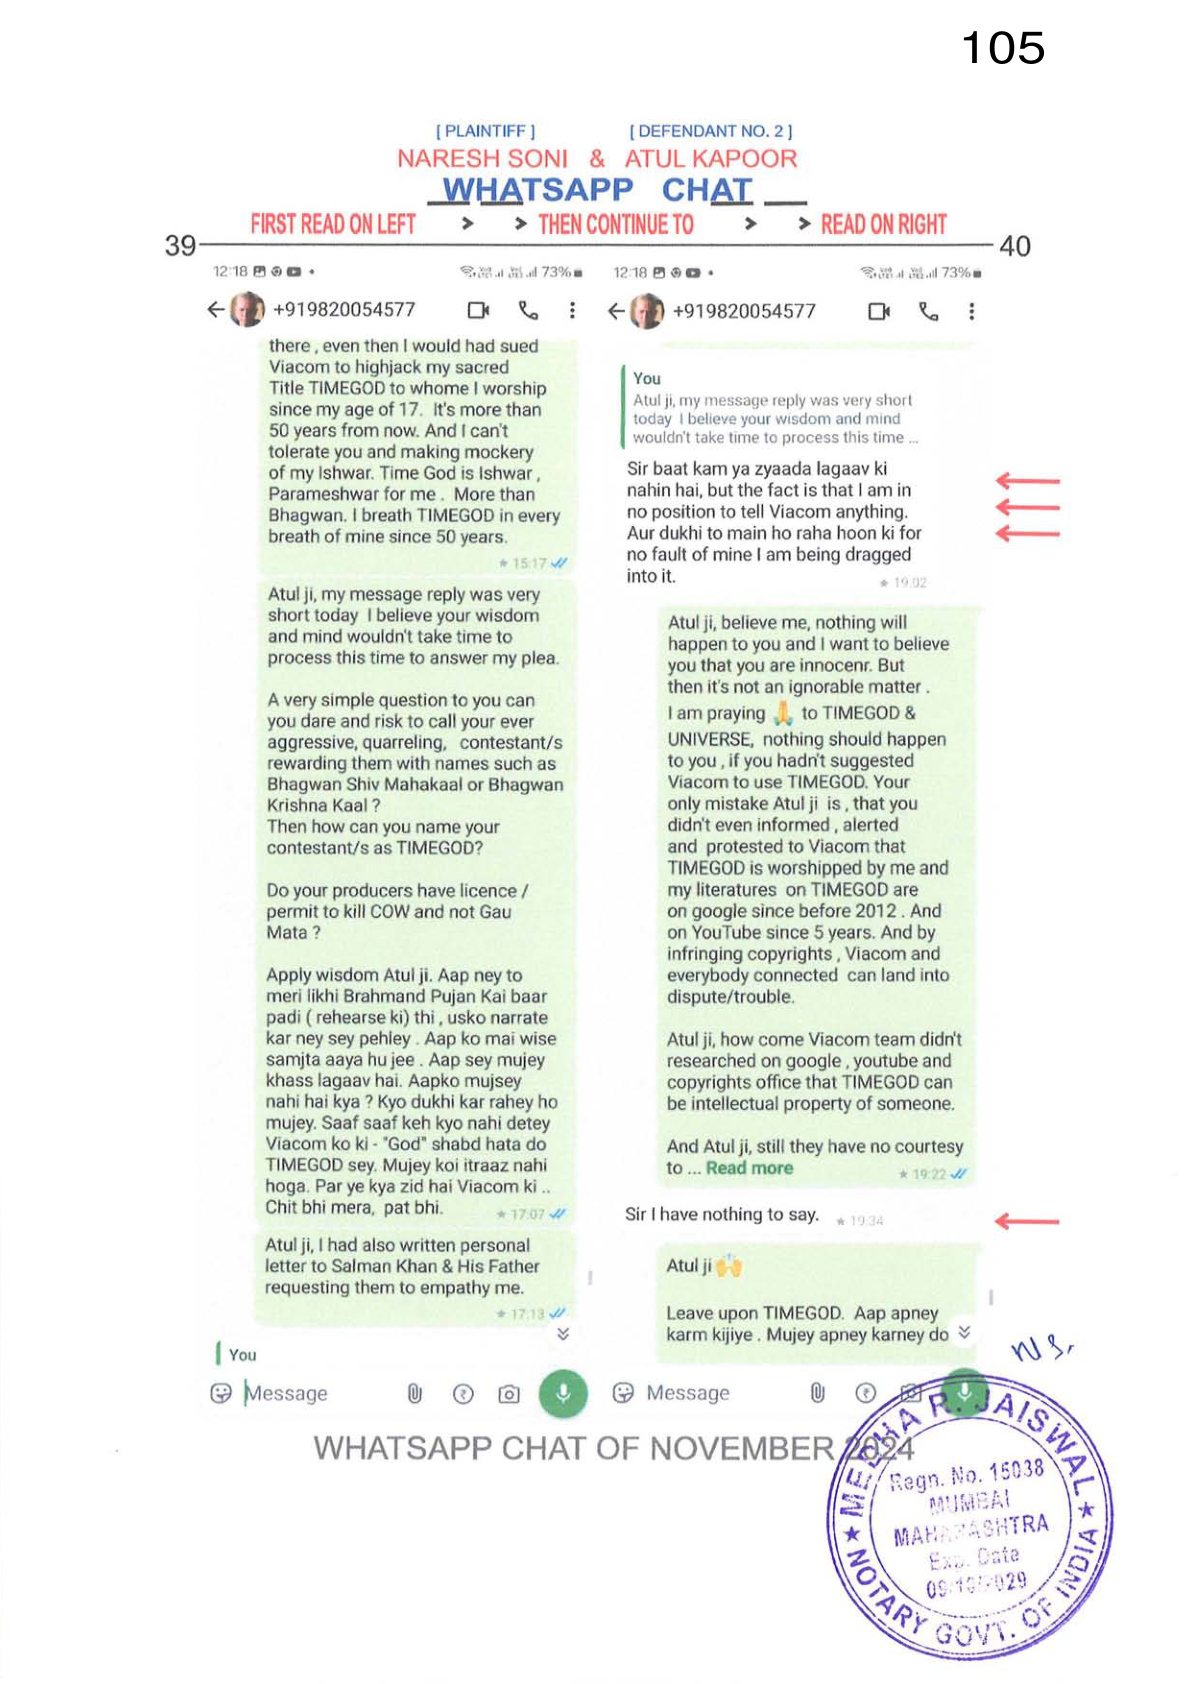 105
[ PLAINTIFF ] [ DEFENDANT NO. 2 ]
NARESH SONI & ATUL KAPOOR
WHATSAPP CHAT
FIRST READ ON LEFT > > THEN CONTINUE TO > > READ ON RIGHT
39
12:18 73%
+919820054577
there , even then I would had sued
Viacom to highjack my sacred
Title TIMEGOD to whome I worship
since my age of 17. It's more than
50 years from now. And I can't
tolerate you and making mockery
of my Ishwar. Time God is Ishwar ,
Parameshwar for me . More than
Bhagwan. I breath TIMEGOD in every
breath of mine since 50 years.
15:17
Atul ji, my message reply was very
short today I believe your wisdom
and mind wouldn't take time to
process this time to answer my plea.
A very simple question to you can
you dare and risk to call your ever
aggressive, quarreling, contestant/s
rewarding them with names such as
Bhagwan Shiv Mahakaal or Bhagwan
Krishna Kaal ?
Then how can you name your
contestant/s as TIMEGOD?
Do your producers have licence /
permit to kill COW and not Gau
Mata ?
Apply wisdom Atul ji. Aap ney to
meri likhi Brahmand Pujan Kai baar
padi ( rehearse ki) thi , usko narrate
kar ney sey pehley . Aap ko mai wise
samjta aaya hu jee . Aap sey mujey
khass lagaav hai. Aapko mujsey
nahi hai kya ? Kyo dukhi kar rahey ho
mujey. Saaf saaf keh kyo nahi detey
Viacom ko ki - "God" shabd hata do
TIMEGOD sey. Mujey koi itraaz nahi
hoga. Par ye kya zid hai Viacom ki ..
Chit bhi mera, pat bhi.
17:07
Atul ji, I had also written personal
letter to Salman Khan & His Father
requesting them to empathy me.
17:13
You
Message
40
12:18 73%
+919820054577
You
Atul ji, my message reply was very short
today I believe your wisdom and mind
wouldn't take time to process this time ...
Sir baat kam ya zyaada lagaav ki
nahin hai, but the fact is that I am in
no position to tell Viacom anything.
Aur dukhi to main ho raha hoon ki for
no fault of mine I am being dragged
into it.
19:02
Atul ji, believe me, nothing will
happen to you and I want to believe
you that you are innocenr. But
then it's not an ignorable matter .
I am praying 🙏 to TIMEGOD &
UNIVERSE, nothing should happen
to you , if you hadn't suggested
Viacom to use TIMEGOD. Your
only mistake Atul ji is , that you
didn't even informed , alerted
and protested to Viacom that
TIMEGOD is worshipped by me and
my literatures on TIMEGOD are
on google since before 2012 . And
on YouTube since 5 years. And by
infringing copyrights , Viacom and
everybody connected can land into
dispute/trouble.
Atul ji, how come Viacom team didn't
researched on google , youtube and
copyrights office that TIMEGOD can
be intellectual property of someone.
And Atul ji, still they have no courtesy
to ... Read more
19:22
Sir I have nothing to say.
19:34
Atul ji 🙌
Leave upon TIMEGOD. Aap apney
karm kijiye . Mujey apney karney do
Message
WHATSAPP CHAT OF NOVEMBER 2024
JAISWAL
Regn. No. 15038
MUMBAI
MAHARASHTRA
Exp. Date
NOTARY GOVT. OF INDIA